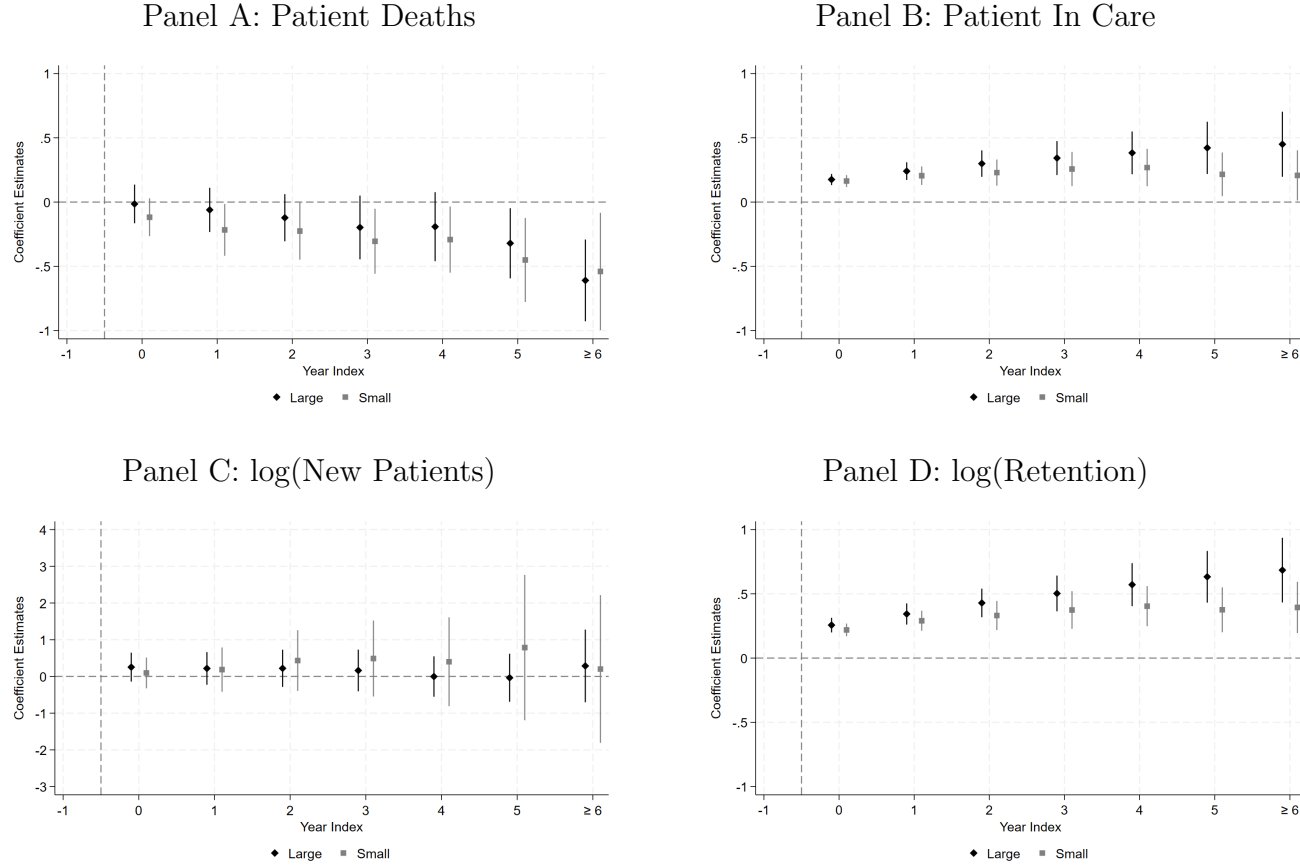 Panel A: Patient Deaths
1
.5
0
-.5
-1
Coefficient Estimates
-1 0 1 2 3 4 5 ≥ 6
Year Index
Large Small
Panel B: Patient In Care
1
.5
0
-.5
-1
Coefficient Estimates
-1 0 1 2 3 4 5 ≥ 6
Year Index
Large Small
Panel C: log(New Patients)
4
3
2
1
0
-1
-2
-3
Coefficient Estimates
-1 0 1 2 3 4 5 ≥ 6
Year Index
Large Small
Panel D: log(Retention)
1
.5
0
-.5
-1
Coefficient Estimates
-1 0 1 2 3 4 5 ≥ 6
Year Index
Large Small